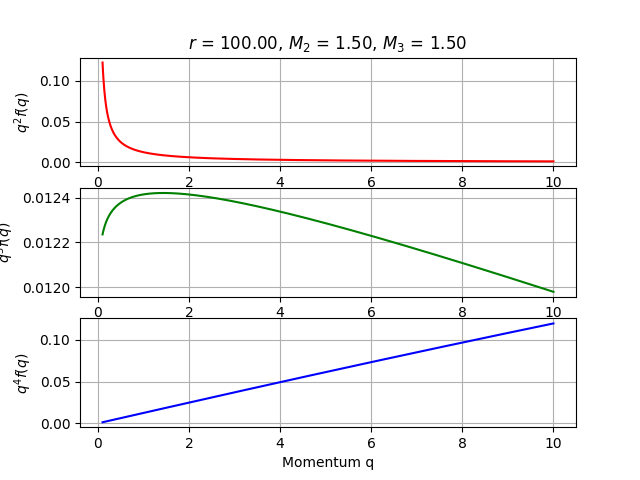 r = 100.00, M₂ = 1.50, M₃ = 1.50
0.10
0.05
0.00
q²f(q)
0 2 4 6 8 10
0.0124
0.0122
0.0120
q³f(q)
0 2 4 6 8 10
0.10
0.05
0.00
q⁴f(q)
0 2 4 6 8 10
Momentum q